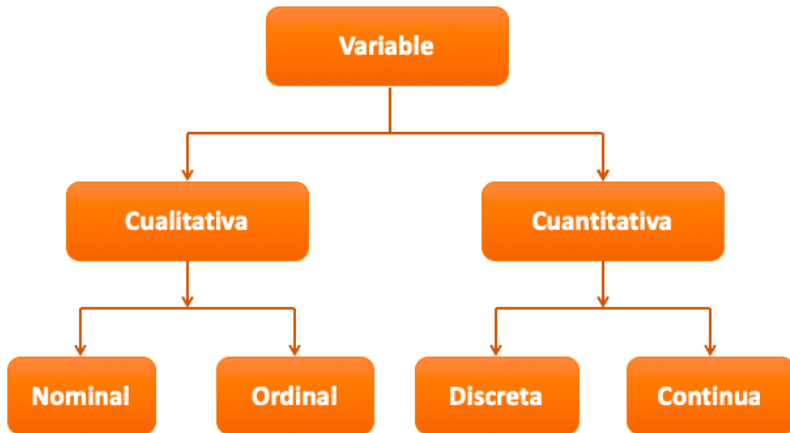 Variable
Cualitativa
Cuantitativa
Nominal
Ordinal
Discreta
Continua